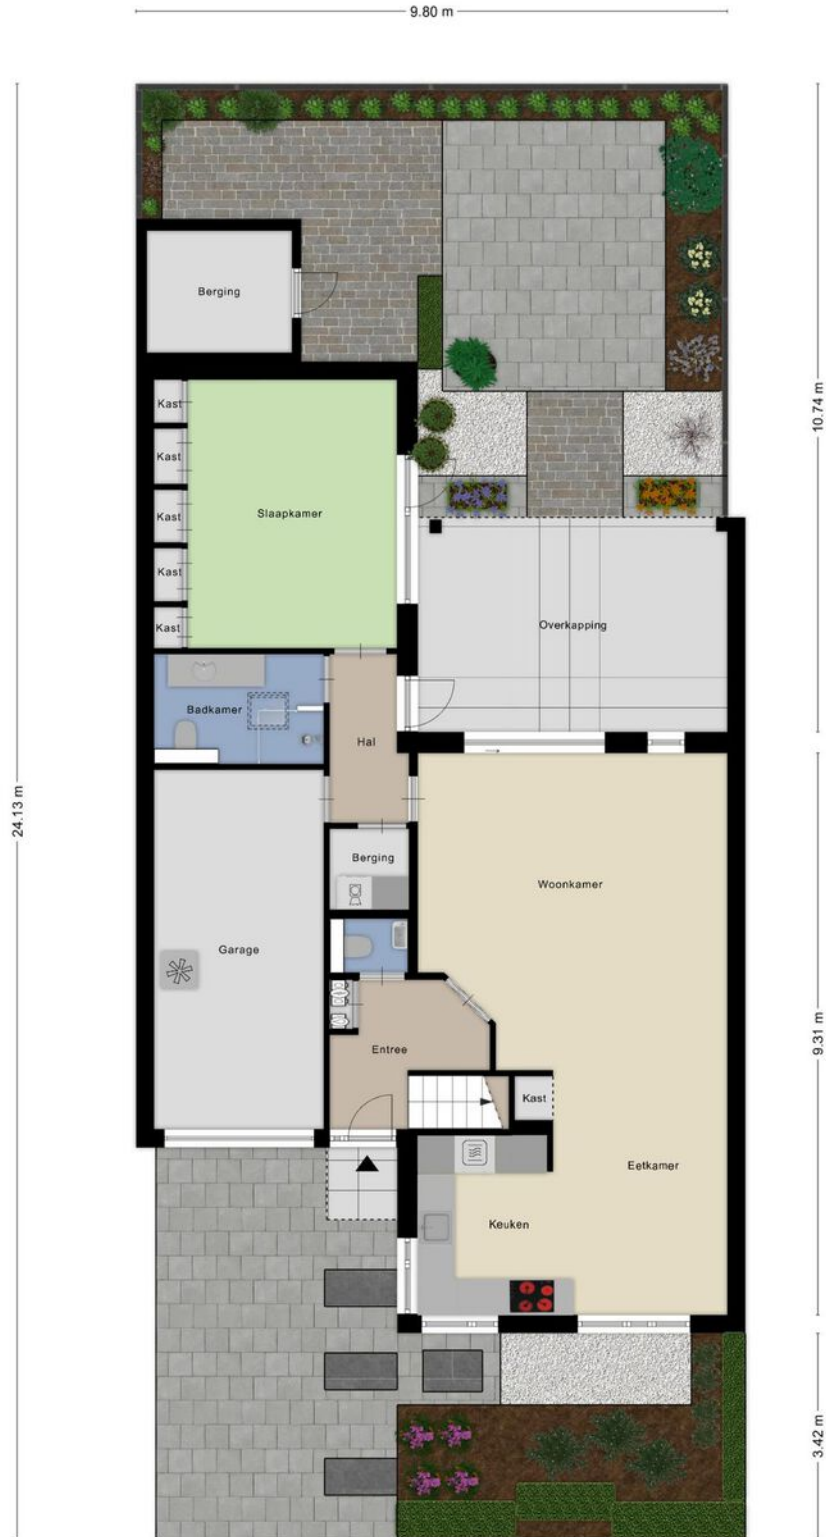 9.80 m
Berging
10.74 m
Kast
Kast
Slaapkamer
Kast
Kast
Kast
Overkapping
Badkamer
Hal
24.13 m
Berging
Woonkamer
Garage
Entree
9.31 m
Kast
Eetkamer
Keuken
3.42 m